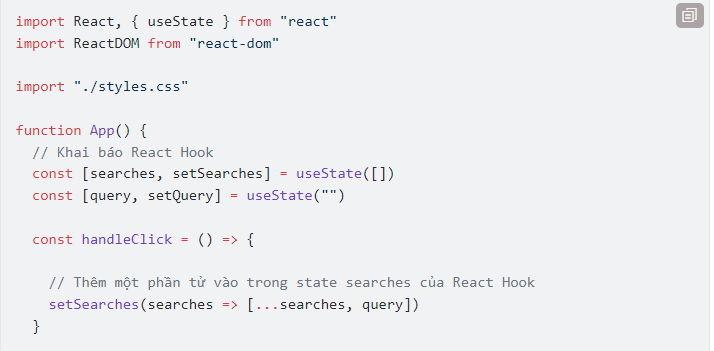 import React, { useState } from "react"
import ReactDOM from "react-dom"
import "./styles.css"
function App() {
// Khai báo React Hook
const [searches, setSearches] = useState([])
const [query, setQuery] = useState("")
const handleClick = () => {
// Thêm một phần tử vào trong state searches của React Hook
setSearches(searches => [...searches, query])
}